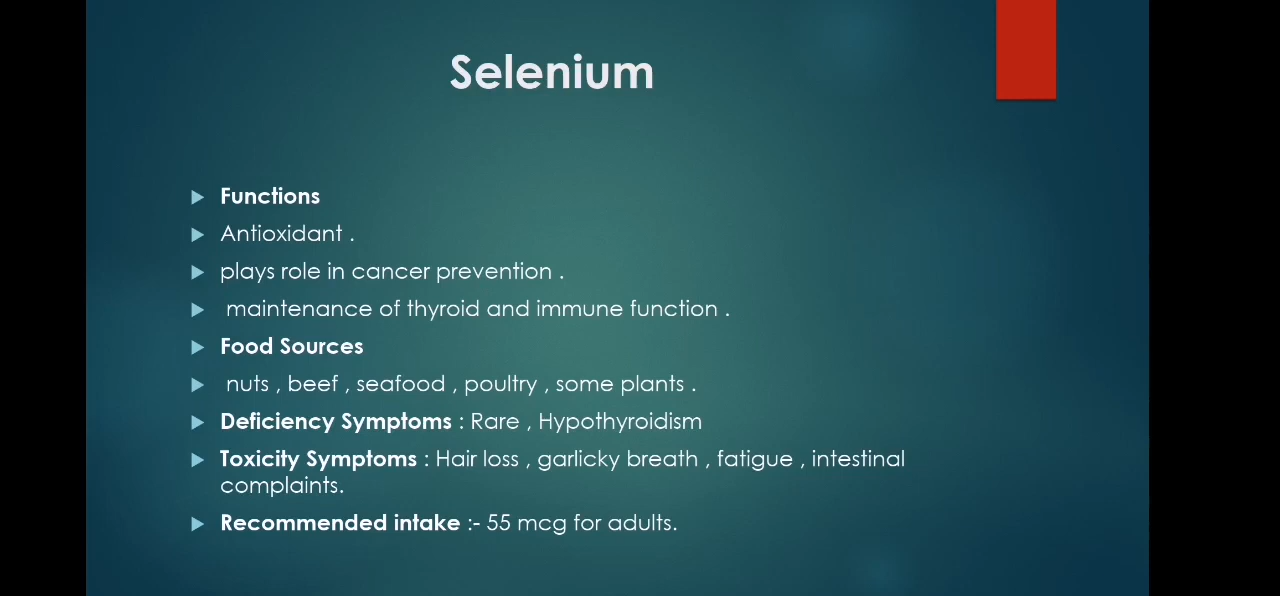 Selenium
Functions
Antioxidant .
plays role in cancer prevention .
maintenance of thyroid and immune function .
Food Sources
nuts , beef , seafood , poultry , some plants .
Deficiency Symptoms : Rare , Hypothyroidism
Toxicity Symptoms : Hair loss , garlicky breath , fatigue , intestinal
complaints.
Recommended intake :- 55 mcg for adults.